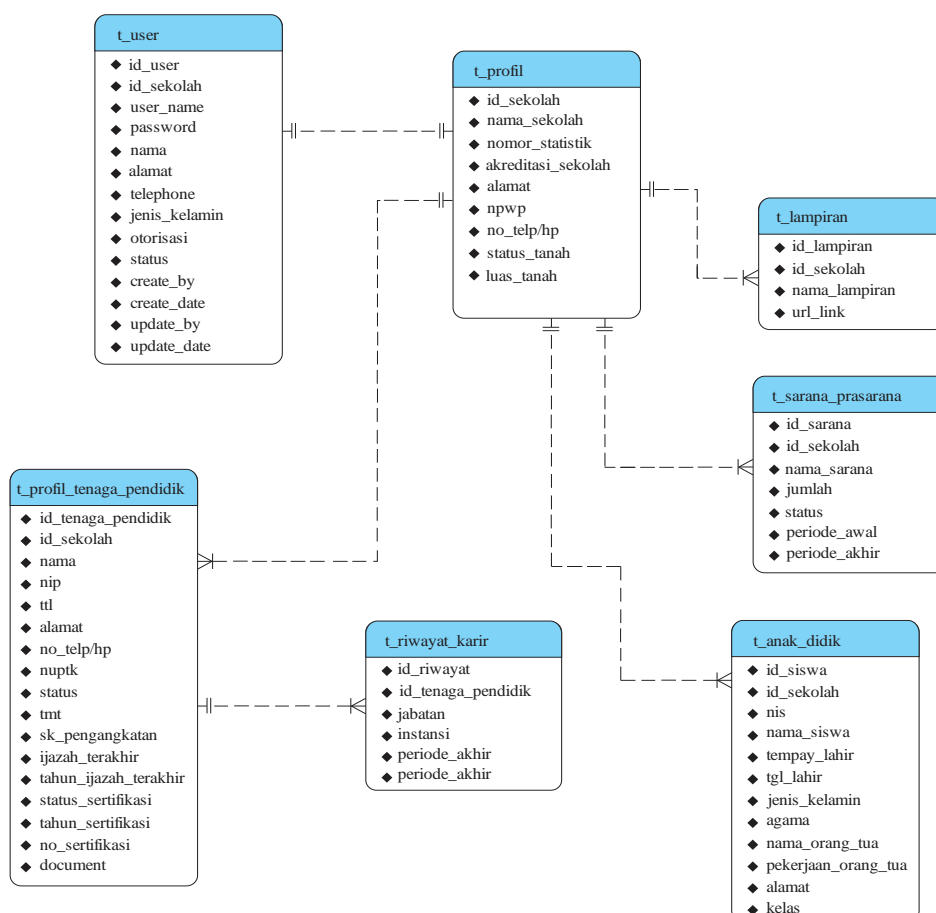 t_user
id_user
id_sekolah
user_name
password
nama
alamat
telephone
jenis_kelamin
otorisasi
status
create_by
create_date
update_by
update_date
t_profil
id_sekolah
nama_sekolah
nomor_statistik
akreditasi_sekolah
alamat
npwp
no_telp/hp
status_tanah
luas_tanah
t_lampiran
id_lampiran
id_sekolah
nama_lampiran
url_link
t_sarana_prasarana
id_sarana
id_sekolah
nama_sarana
jumlah
status
periode_awal
periode_akhir
t_profil_tenaga_pendidik
id_tenaga_pendidik
id_sekolah
nama
nip
ttl
alamat
no_telp/hp
nuptk
status
tmt
sk_pengangkatan
ijazah_terakhir
tahun_ijazah_terakhir
status_sertifikasi
tahun_sertifikasi
no_sertifikasi
document
t_riwayat_karir
id_riwayat
id_tenaga_pendidik
jabatan
instansi
periode_akhir
periode_akhir
t_anak_didik
id_siswa
id_sekolah
nis
nama_siswa
tempay_lahir
tgl_lahir
jenis_kelamin
agama
nama_orang_tua
pekerjaan_orang_tua
alamat
kelas